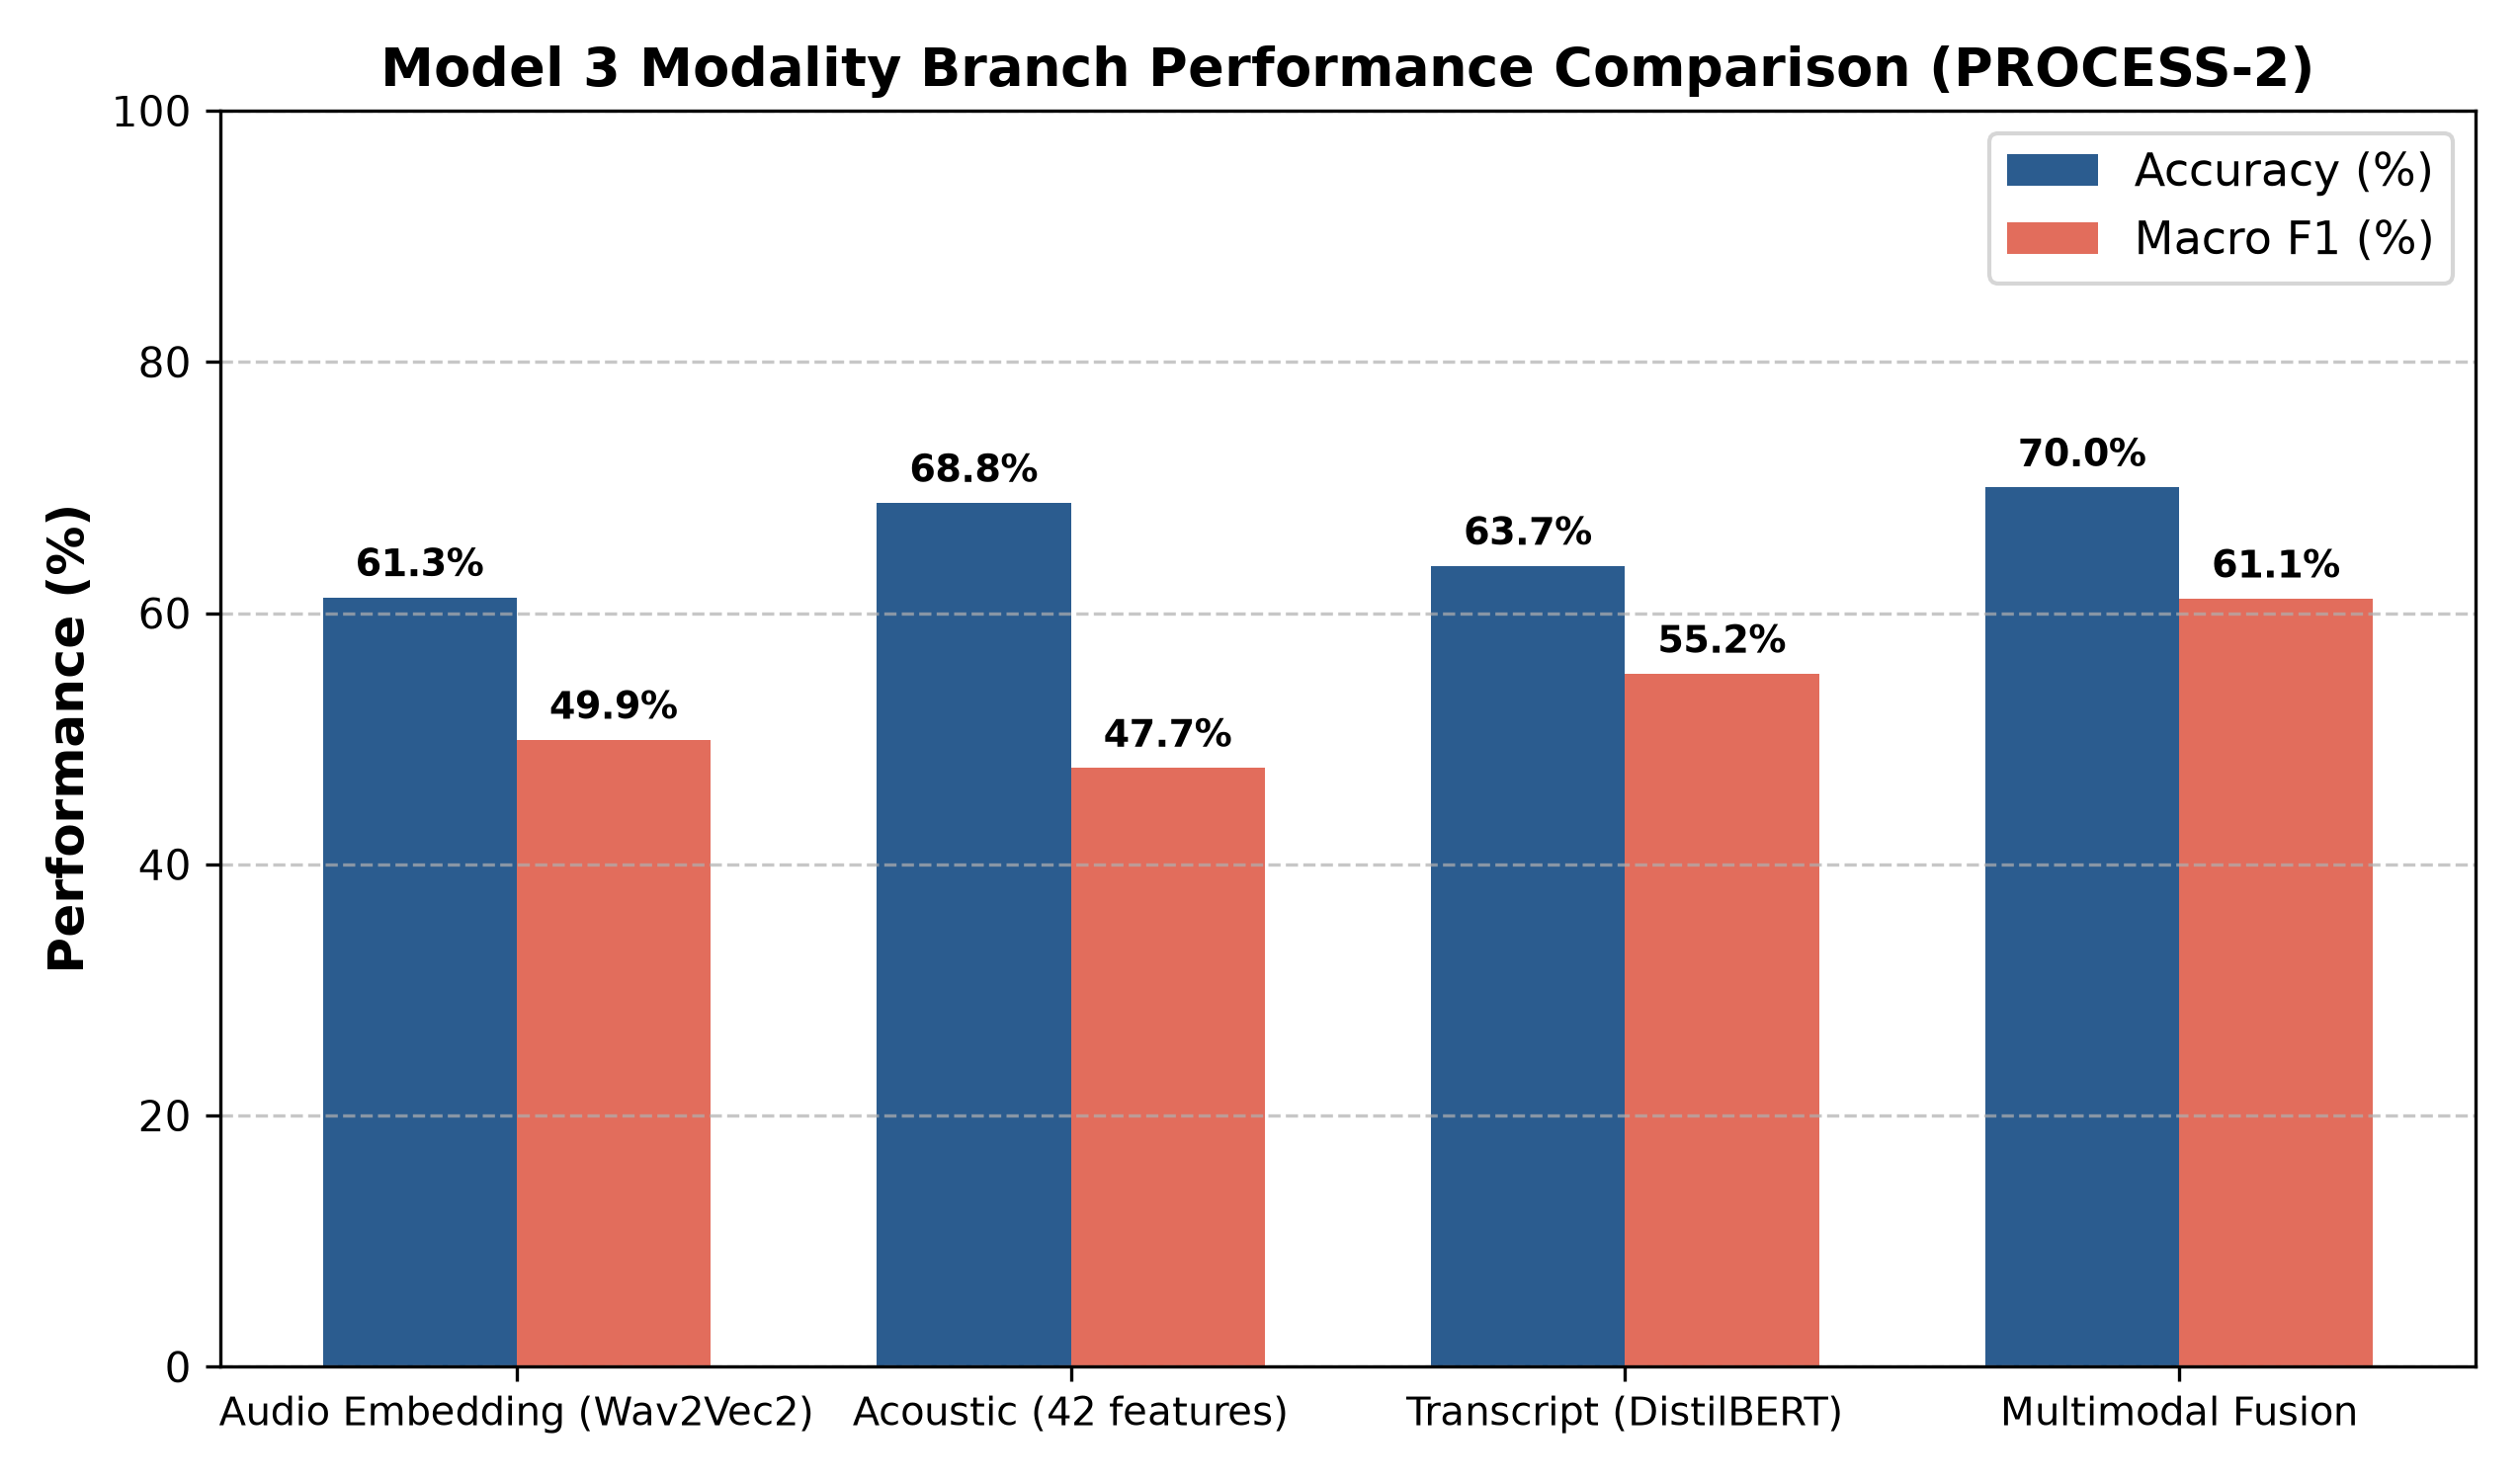 Model 3 Modality Branch Performance Comparison (PROCESS-2)
Performance (%)
100
80
60
40
20
0
Accuracy (%)
Macro F1 (%)
61.3%
49.9%
68.8%
47.7%
63.7%
55.2%
70.0%
61.1%
Audio Embedding (Wav2Vec2)
Acoustic (42 features)
Transcript (DistilBERT)
Multimodal Fusion